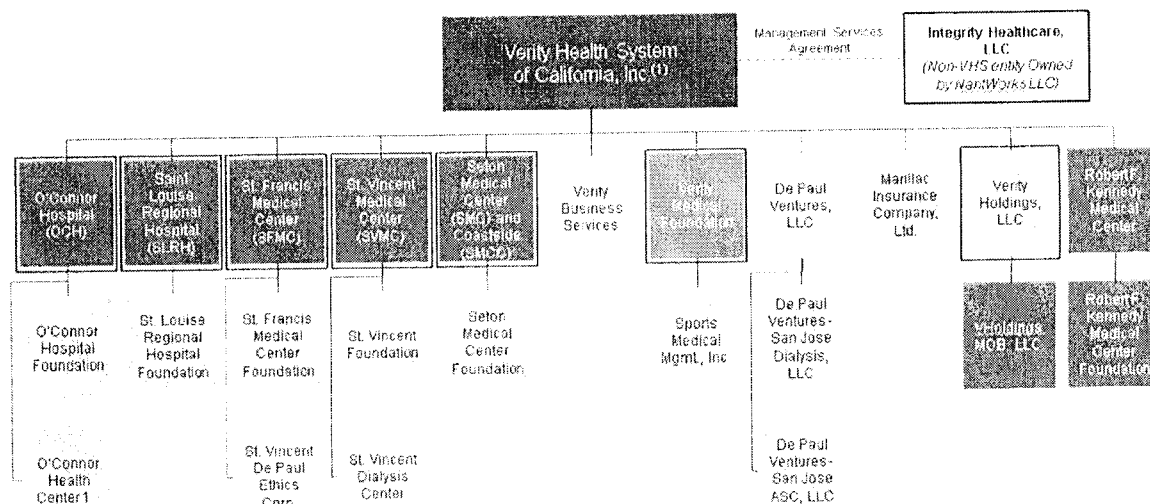 Verity Health System
of California, Inc.(1)
Management Services
Agreement
Integrity Healthcare,
LLC
(Non-VHS entity Owned
by NantWorks LLC)
O'Connor
Hospital
(OCH)
Saint
Louise
Regional
Hospital
(SLRH)
St. Francis
Medical
Center
(SFMC)
St. Vincent
Medical
Center
(SVMC)
Seton
Medical
Center
(SMC) and
Coastside
(SMCC)
Verity
Business
Services
Verity
Medical
Foundation
De Paul
Ventures,
LLC
Marillac
Insurance
Company,
Ltd.
Verity
Holdings,
LLC
Robert F.
Kennedy
Medical
Center
O'Connor
Hospital
Foundation
St. Louise
Regional
Hospital
Foundation
St. Francis
Medical
Center
Foundation
St. Vincent
Foundation
Seton
Medical
Center
Foundation
Sports
Medical
Mgmt., Inc
De Paul
Ventures-
San Jose
Dialysis,
LLC
VHoldings
MOB, LLC
Robert F.
Kennedy
Medical
Center
Foundation
O'Connor
Health
Center 1
St. Vincent
De Paul
Ethics
Corp.
St. Vincent
Dialysis
Center
De Paul
Ventures-
San Jose
ASC, LLC